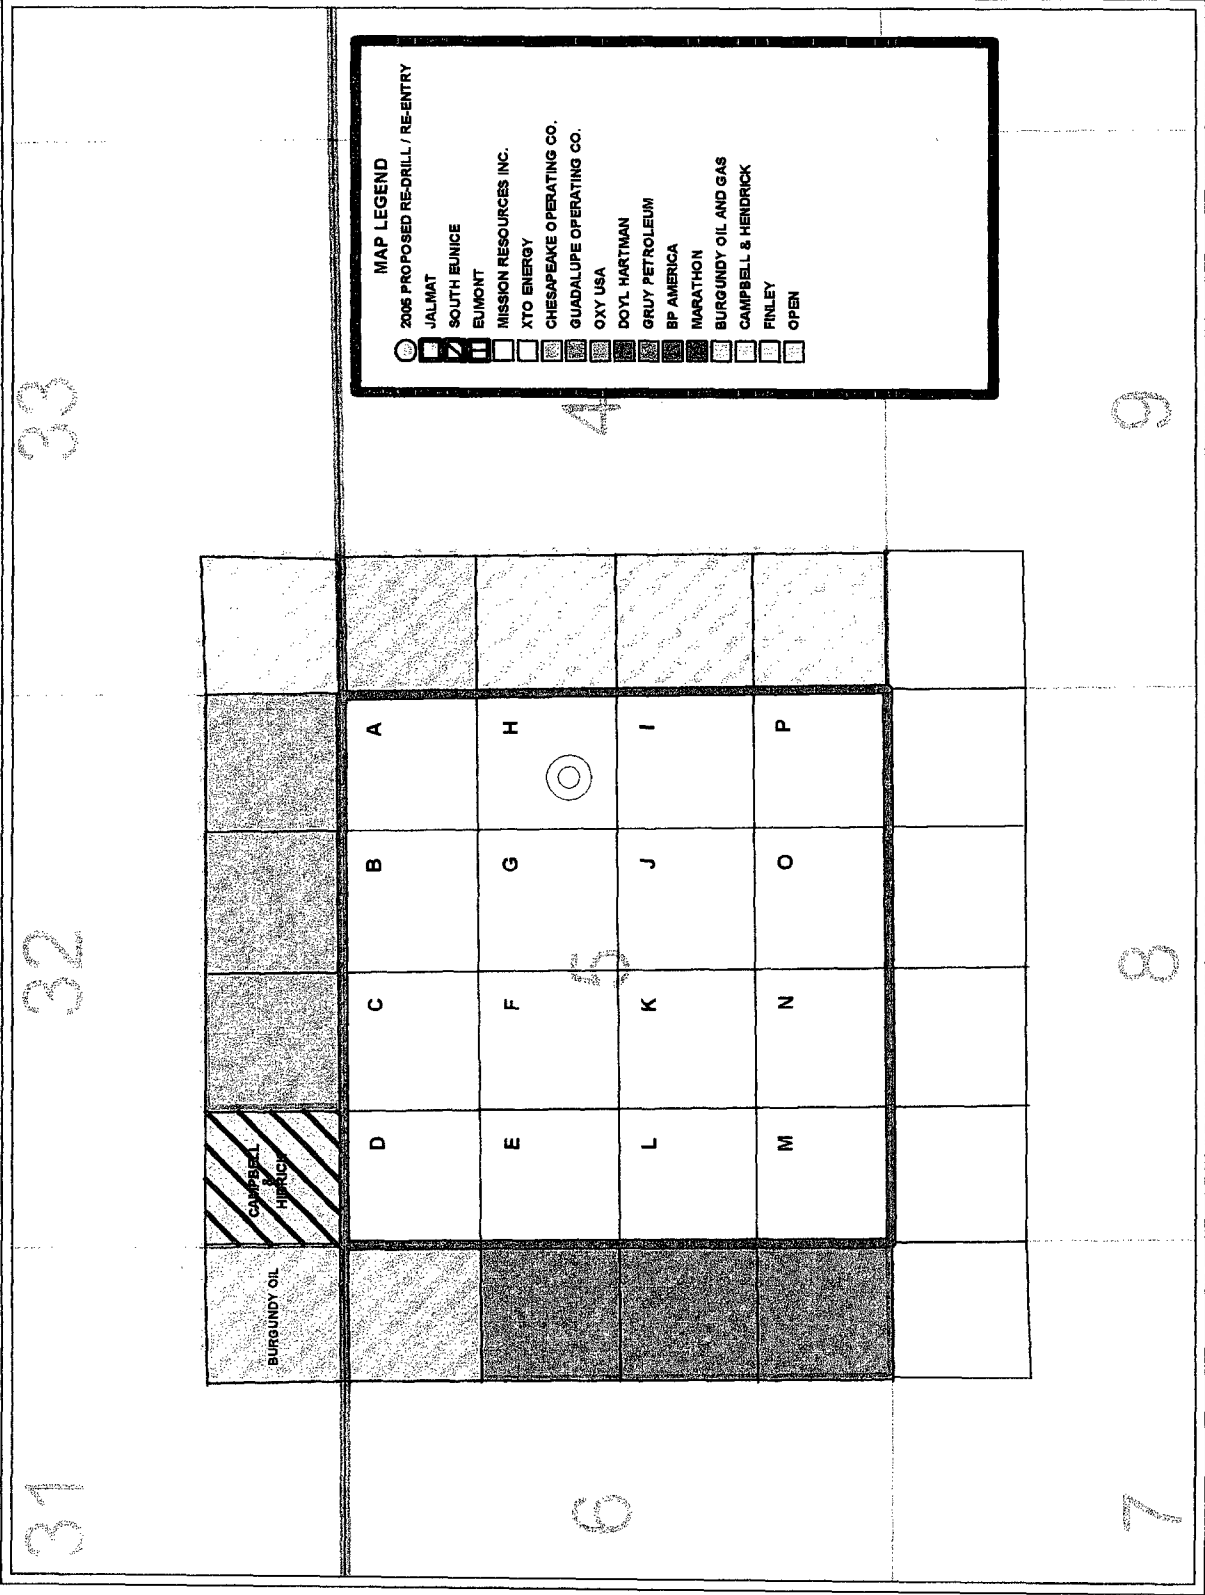 31 32 33
BURGUNDY OIL
CAMPBELL
&
HIDRICK
D C B A
E F G H
6 5 4
L K J I
M N O P
7 8 9
MAP LEGEND
2005 PROPOSED RE-DRILL / RE-ENTRY
JALMAT
SOUTH EUNICE
EUMONT
MISSION RESOURCES INC.
XTO ENERGY
CHESAPEAKE OPERATING CO.
GUADALUPE OPERATING CO.
OXY USA
DOYL HARTMAN
GRUY PETROLEUM
BP AMERICA
MARATHON
BURGUNDY OIL AND GAS
CAMPBELL & HENDRICK
FINLEY
OPEN